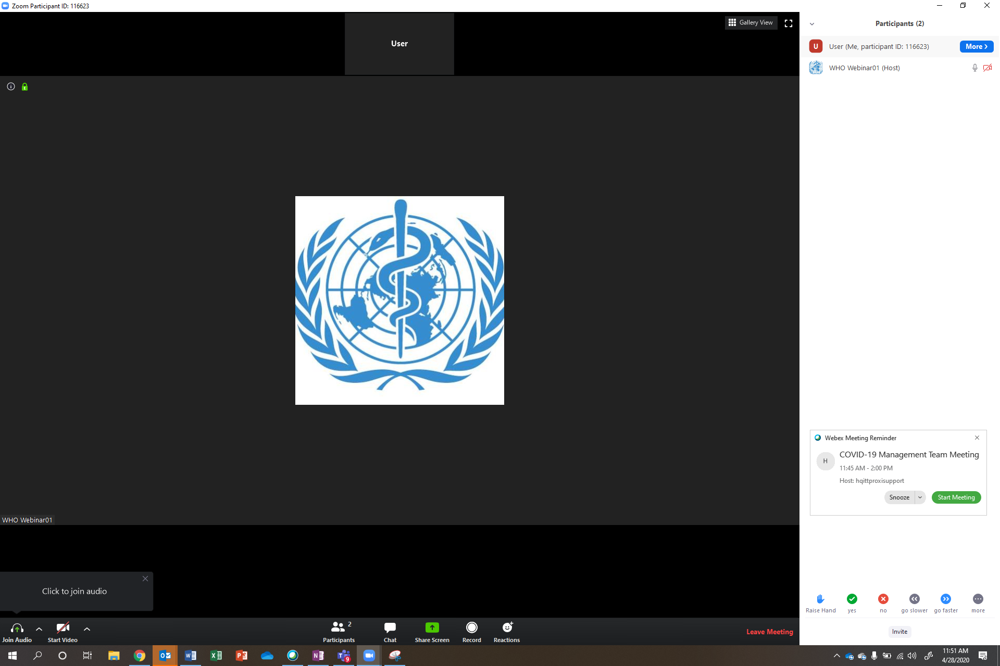 Zoom Participant ID: 116623
User
Gallery View
Participants (2)
U
User (Me, participant ID: 116623)
More
WHO Webinar01 (Host)
E
WHO Webinar01
Webex Meeting Reminder
H
COVID-19 Management Team Meeting
11:45 AM - 2:00 PM
Host: hqittproxisupport
Snooze
Start Meeting
Click to join audio
Raise Hand
yes
no
go slower
go faster
more
Invite
Join Audio
Start Video
Participants
2
Chat
Share Screen
Record
Reactions
Leave Meeting
9
11:51 AM
4/28/2020